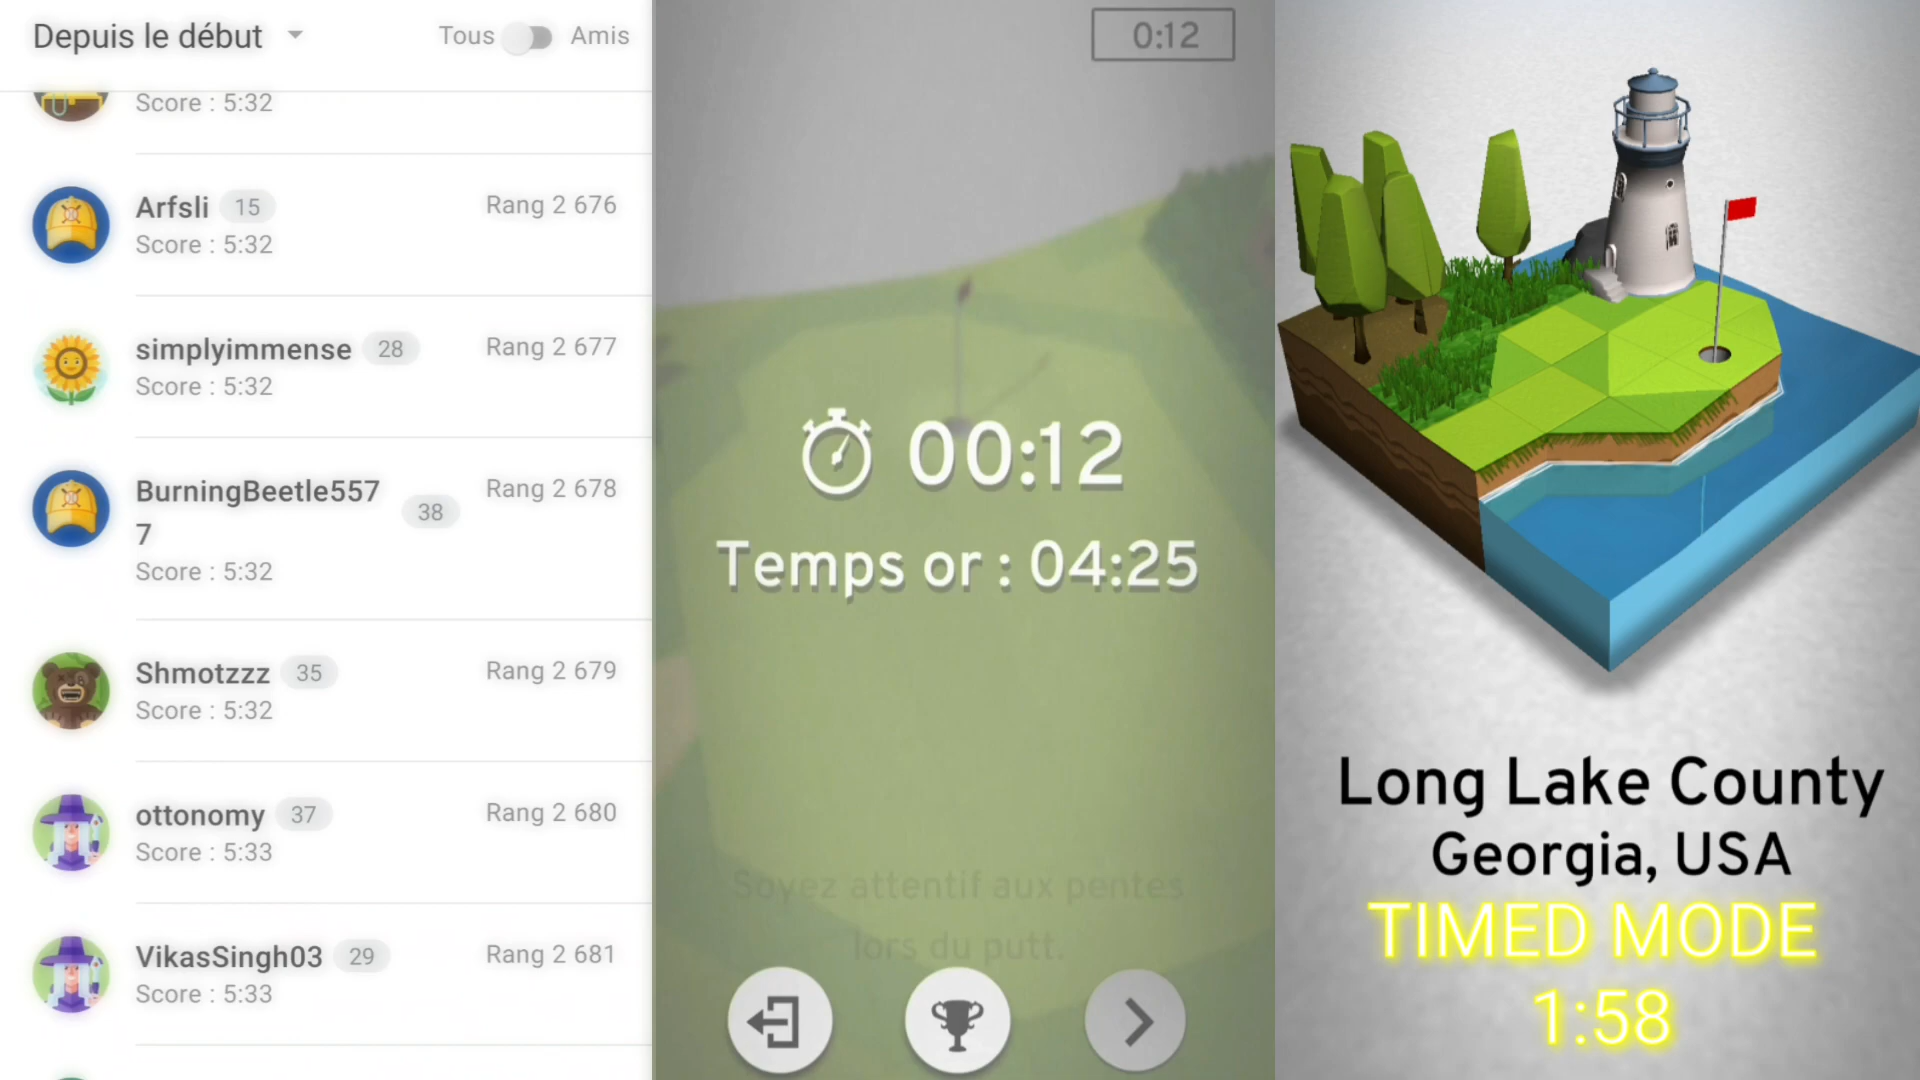 Depuis le début
Tous
Amis
Score : 5:32
Arfsli 15
Rang 2 676
Score : 5:32
simplyimmense 28
Rang 2 677
Score : 5:32
BurningBeetle557
7
38
Rang 2 678
Score : 5:32
Shmotzzz 35
Rang 2 679
Score : 5:32
ottonomy 37
Rang 2 680
Score : 5:33
VikasSingh03 29
Rang 2 681
Score : 5:33
0:12
00:12
Temps or : 04:25
Soyez attentif aux pentes
lors du putt.
Long Lake County
Georgia, USA
TIMED MODE
1:58